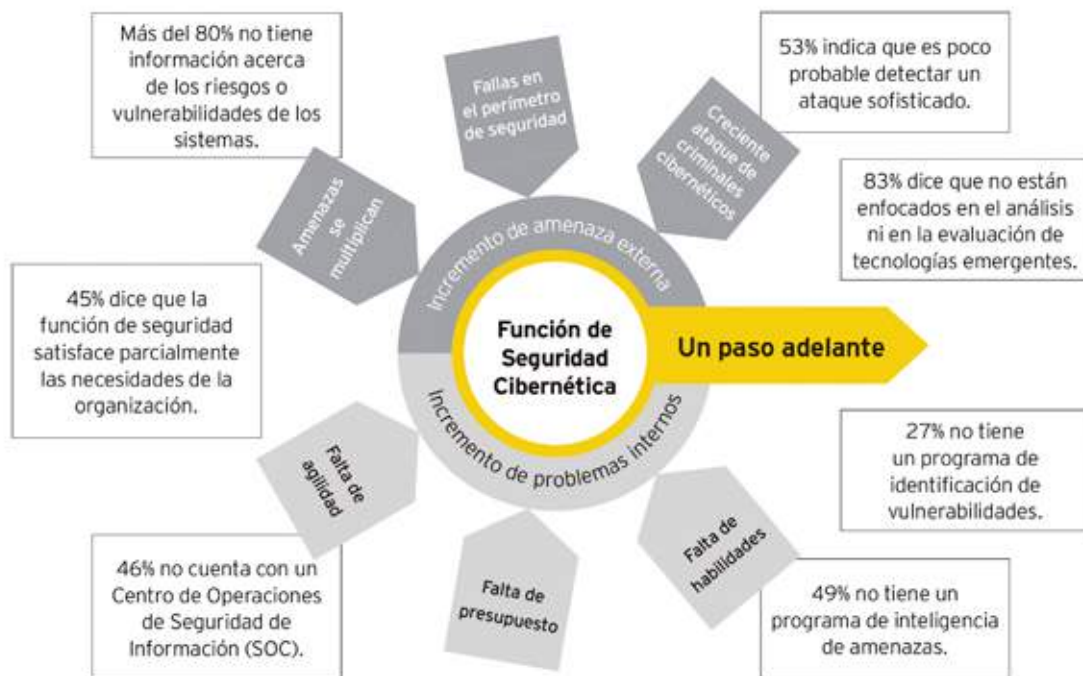 Más del 80% no tiene
información acerca
de los riesgos o
vulnerabilidades de los
sistemas.
Fallas en
el perímetro
de seguridad
Creciente
ataque de
criminales
cibernéticos
53% indica que es poco
probable detectar un
ataque sofisticado.
Amenazas
se
multiplican
Incremento de amenaza externa
83% dice que no están
enfocados en el análisis
ni en la evaluación de
tecnologías emergentes.
45% dice que la
función de seguridad
satisface parcialmente
las necesidades de la
organización.
Función de
Seguridad
Cibernética
Un paso adelante
Incremento de problemas internos
Falta de
agilidad
Falta de
presupuesto
Falta de
habilidades
27% no tiene
un programa de
identificación de
vulnerabilidades.
46% no cuenta con un
Centro de Operaciones
de Seguridad de
Información (SOC).
49% no tiene un
programa de inteligencia
de amenazas.